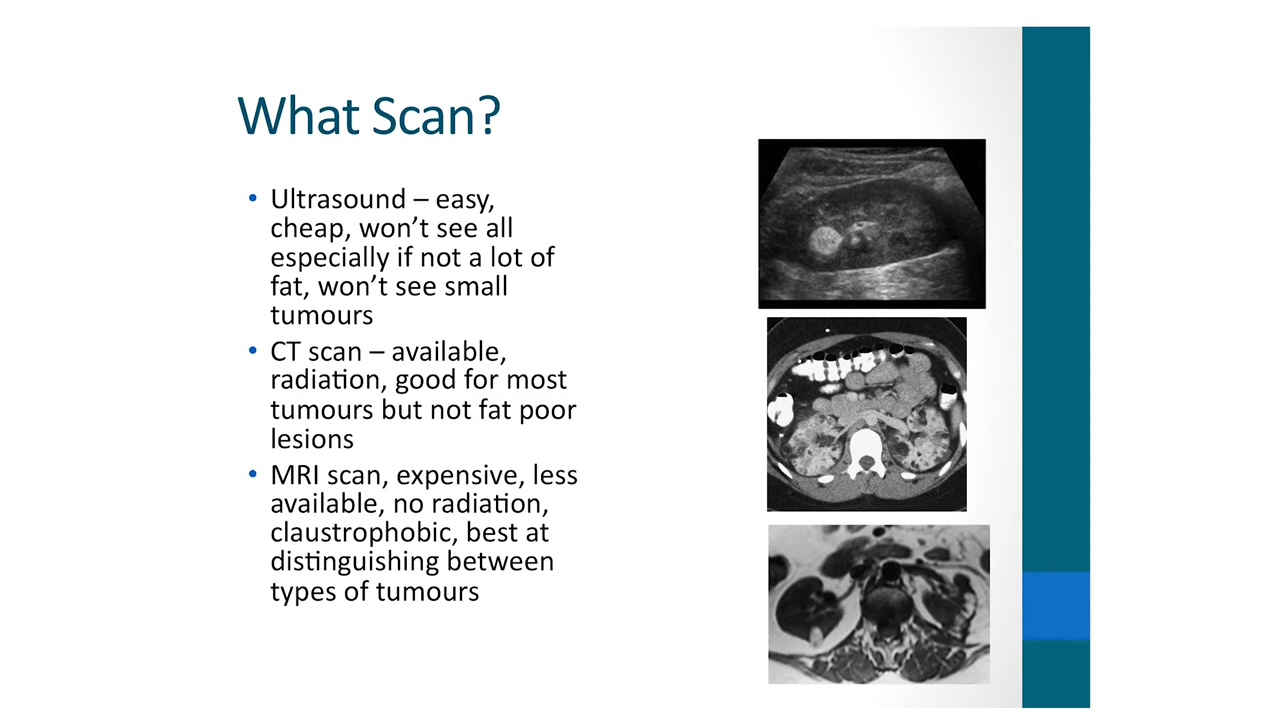 What Scan?
• Ultrasound – easy,
cheap, won’t see all
especially if not a lot of
fat, won’t see small
tumours
• CT scan – available,
radiation, good for most
tumours but not fat poor
lesions
• MRI scan, expensive, less
available, no radiation,
claustrophobic, best at
distinguishing between
types of tumours